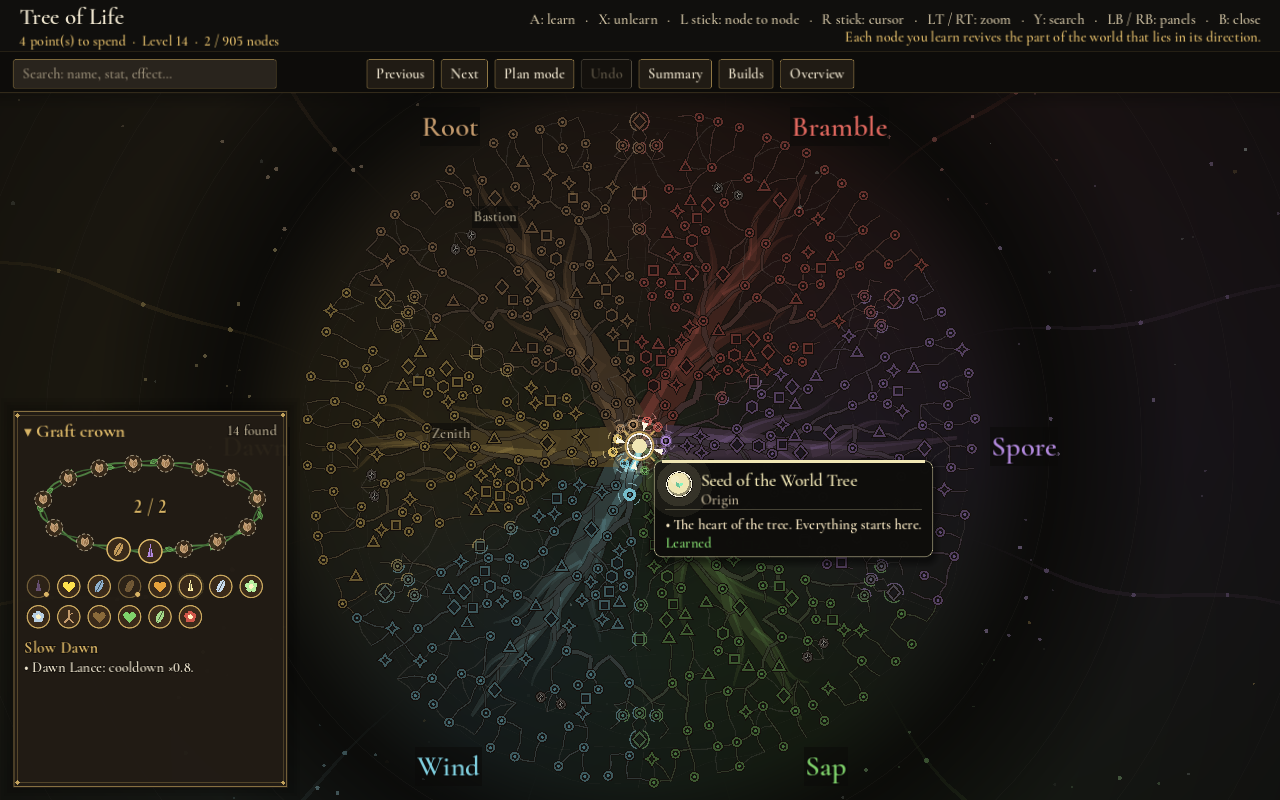 Tree of Life
A: learn · X: unlearn · L stick: node to node · R stick: cursor · LT / RT: zoom · Y: search · LB / RB: panels · B: close
4 point(s) to spend · Level 14 · 2 / 905 nodes
Each node you learn revives the part of the world that lies in its direction.
Search: name, stat, effect...
Previous
Next
Plan mode
Undo
Summary
Builds
Overview
Root
Bramble
Bastion
Zenith
Dawn
Spore
▾ Graft crown
14 found
2 / 2
Seed of the World Tree
Origin
• The heart of the tree. Everything starts here.
Learned
Slow Dawn
• Dawn Lance: cooldown ×0.8.
Wind
Sap